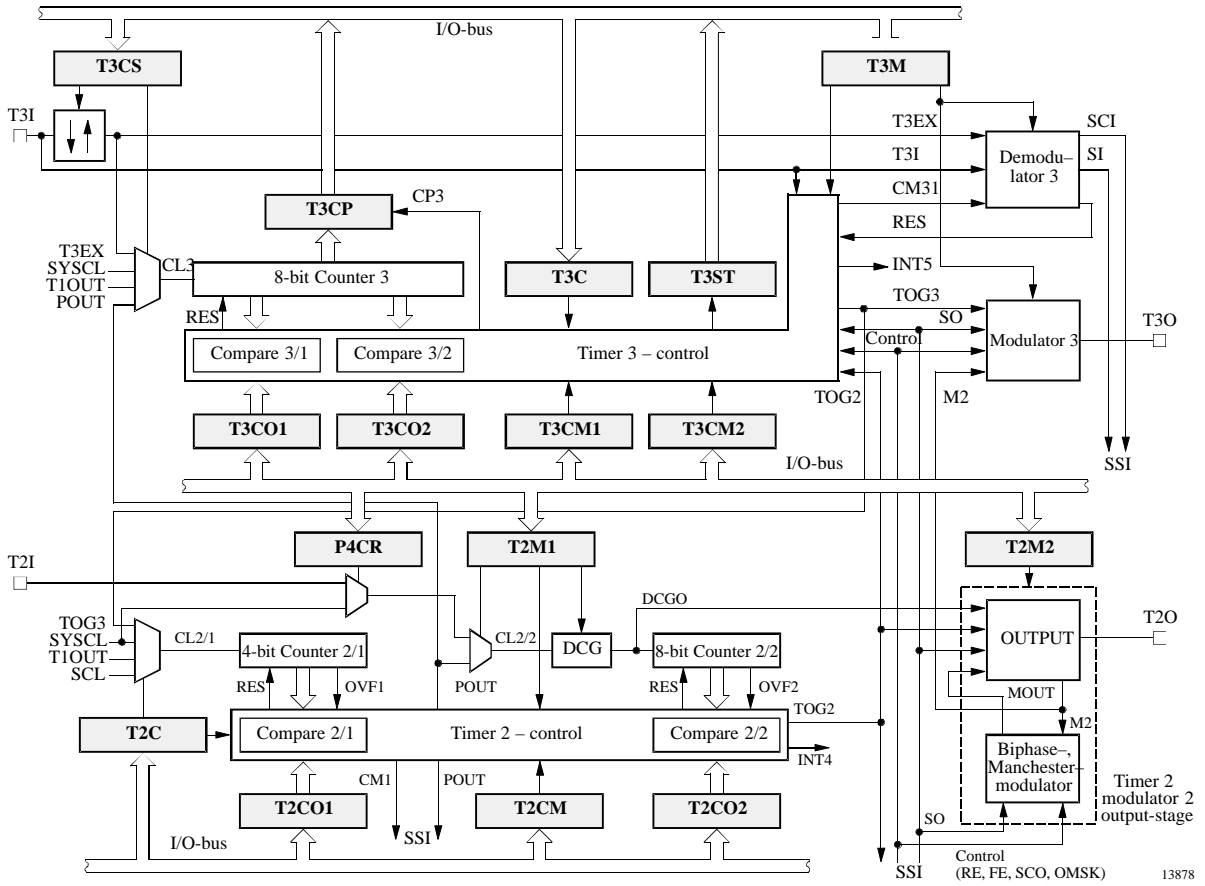 I/O-bus
T3CS
T3M
T3I
T3EX
SCI
T3I
SI
Demodu–
lator 3
CM31
T3CP
CP3
RES
T3EX
SYSCL
T1OUT
POUT
CL3
8-bit Counter 3
T3C
T3ST
INT5
RES
TOG3
SO
T3O
Compare 3/1
Compare 3/2
Timer 3 – control
Control
Modulator 3
TOG2
M2
T3CO1
T3CO2
T3CM1
T3CM2
I/O-bus
SSI
P4CR
T2M1
T2M2
T2I
DCGO
T2O
TOG3
SYSCL
T1OUT
SCL
CL2/1
4-bit Counter 2/1
CL2/2
DCG
8-bit Counter 2/2
OUTPUT
RES
OVF1
POUT
RES
OVF2
MOUT
TOG2
T2C
Compare 2/1
Timer 2 – control
Compare 2/2
M2
INT4
Biphase–,
Manchester–
modulator
CM1
POUT
Timer 2
modulator 2
output-stage
T2CO1
T2CM
T2CO2
SSI
SO
I/O-bus
SSI
Control
(RE, FE, SCO, OMSK)
13878